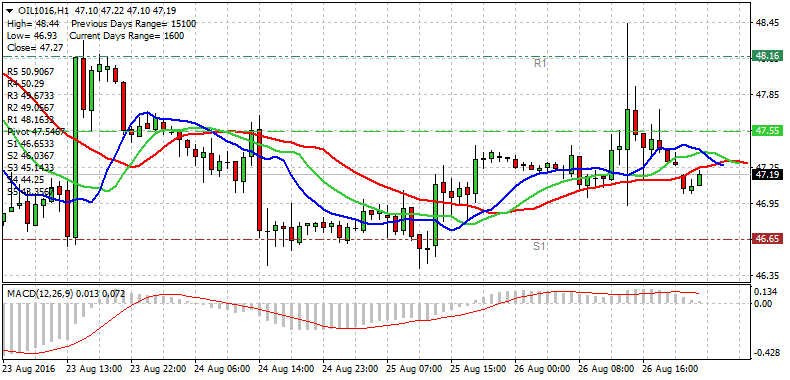 OIL1016,H1 47.10 47.22 47.10 47.19
High= 48.44 Previous Days Range= 15100
Low= 46.93 Current Days Range= 1600
Close= 47.27
R5 50.9067
R4 50.29
R3 49.6733
R2 49.0567
R1 48.1633
Pivot 47.5467
S1 46.6533
S2 46.0367
S3 45.1433
S4 44.25
R1
S1
48.45
48.16
47.85
47.55
47.25
47.19
46.95
46.65
46.35
MACD(12,26,9) 0.013 0.072
0.134
0.00
-0.428
23 Aug 2016
23 Aug 13:00
23 Aug 22:00
24 Aug 06:00
24 Aug 14:00
24 Aug 23:00
25 Aug 07:00
25 Aug 15:00
26 Aug 00:00
26 Aug 08:00
26 Aug 16:00